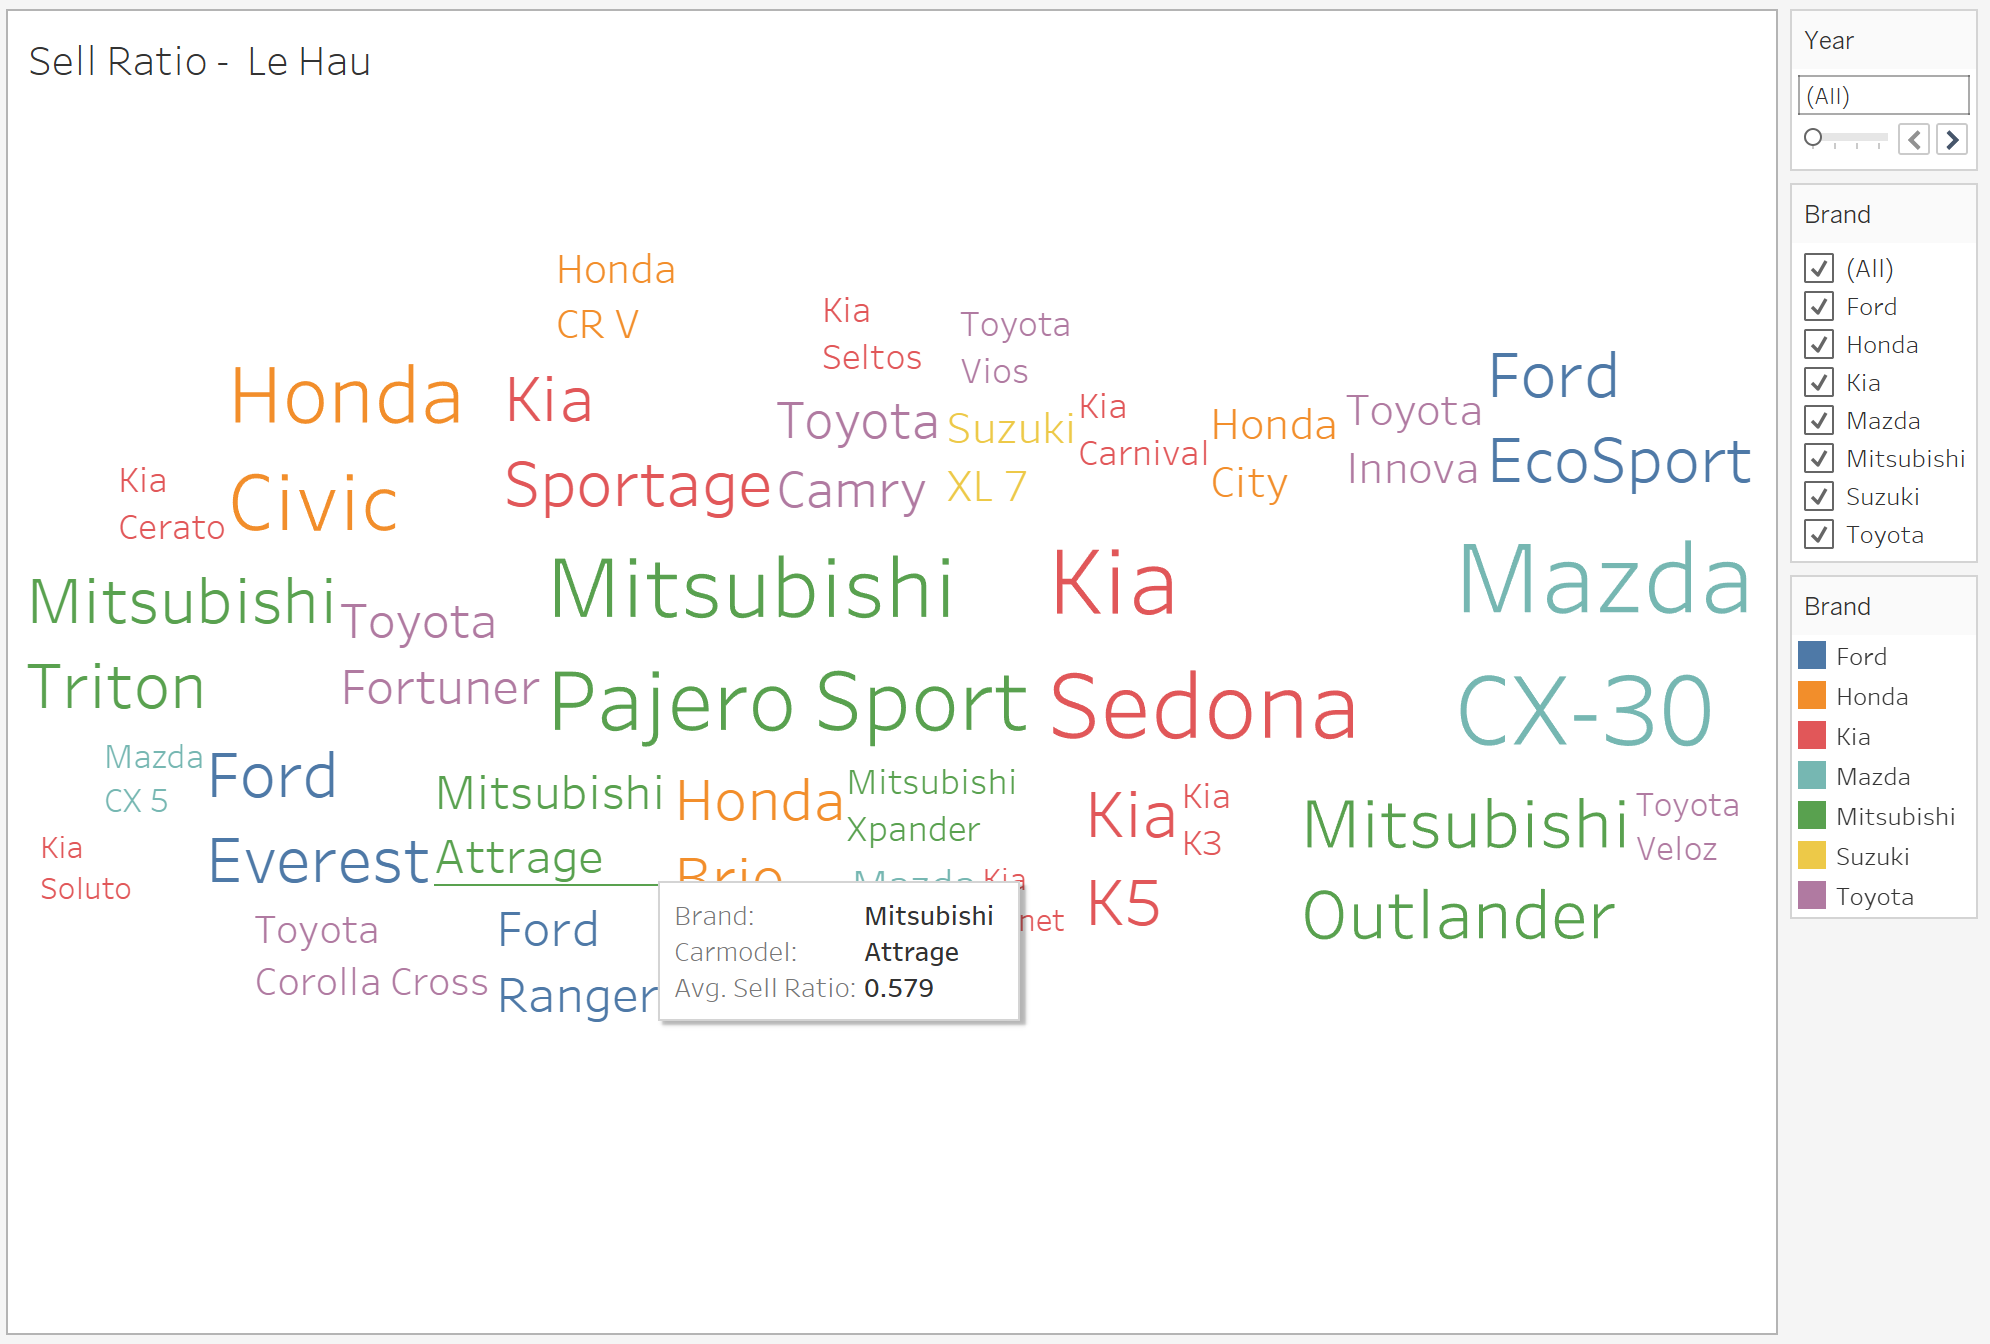 Sell Ratio - Le Hau
Honda
CR V
Kia
Seltos
Toyota
Vios
Honda
Civic
Kia
Sportage
Toyota
Camry
Suzuki
XL 7
Kia
Carnival
Honda
City
Toyota
Innova
Ford
EcoSport
Kia
Cerato
Mitsubishi
Triton
Toyota
Fortuner
Mitsubishi
Pajero Sport
Kia
Sedona
Mazda
CX-30
Mazda
CX 5
Ford
Everest
Mitsubishi
Attrage
Honda
Brio
Mitsubishi
Xpander
Kia
K5
Kia
K3
Mitsubishi
Outlander
Toyota
Veloz
Kia
Soluto
Mazda
Kia
net
Toyota
Corolla Cross
Ford
Ranger
Brand: Mitsubishi
Carmodel: Attrage
Avg. Sell Ratio: 0.579
Year
(All)
Brand
(All)
Ford
Honda
Kia
Mazda
Mitsubishi
Suzuki
Toyota
Brand
Ford
Honda
Kia
Mazda
Mitsubishi
Suzuki
Toyota